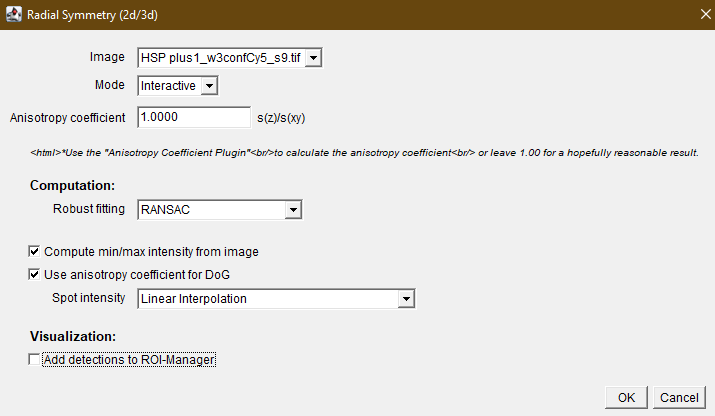 Radial Symmetry (2d/3d)
Image HSP plus1_w3confCy5_s9.tif
Mode Interactive
Anisotropy coefficient 1.0000 s(z)/s(xy)
<html>*Use the "Anisotropy Coefficient Plugin"<br/>to calculate the anisotropy coefficient<br/> or leave 1.00 for a hopefully reasonable result.
Computation:
Robust fitting RANSAC
Compute min/max intensity from image
Use anisotropy coefficient for DoG
Spot intensity Linear Interpolation
Visualization:
Add detections to ROI-Manager
OK Cancel